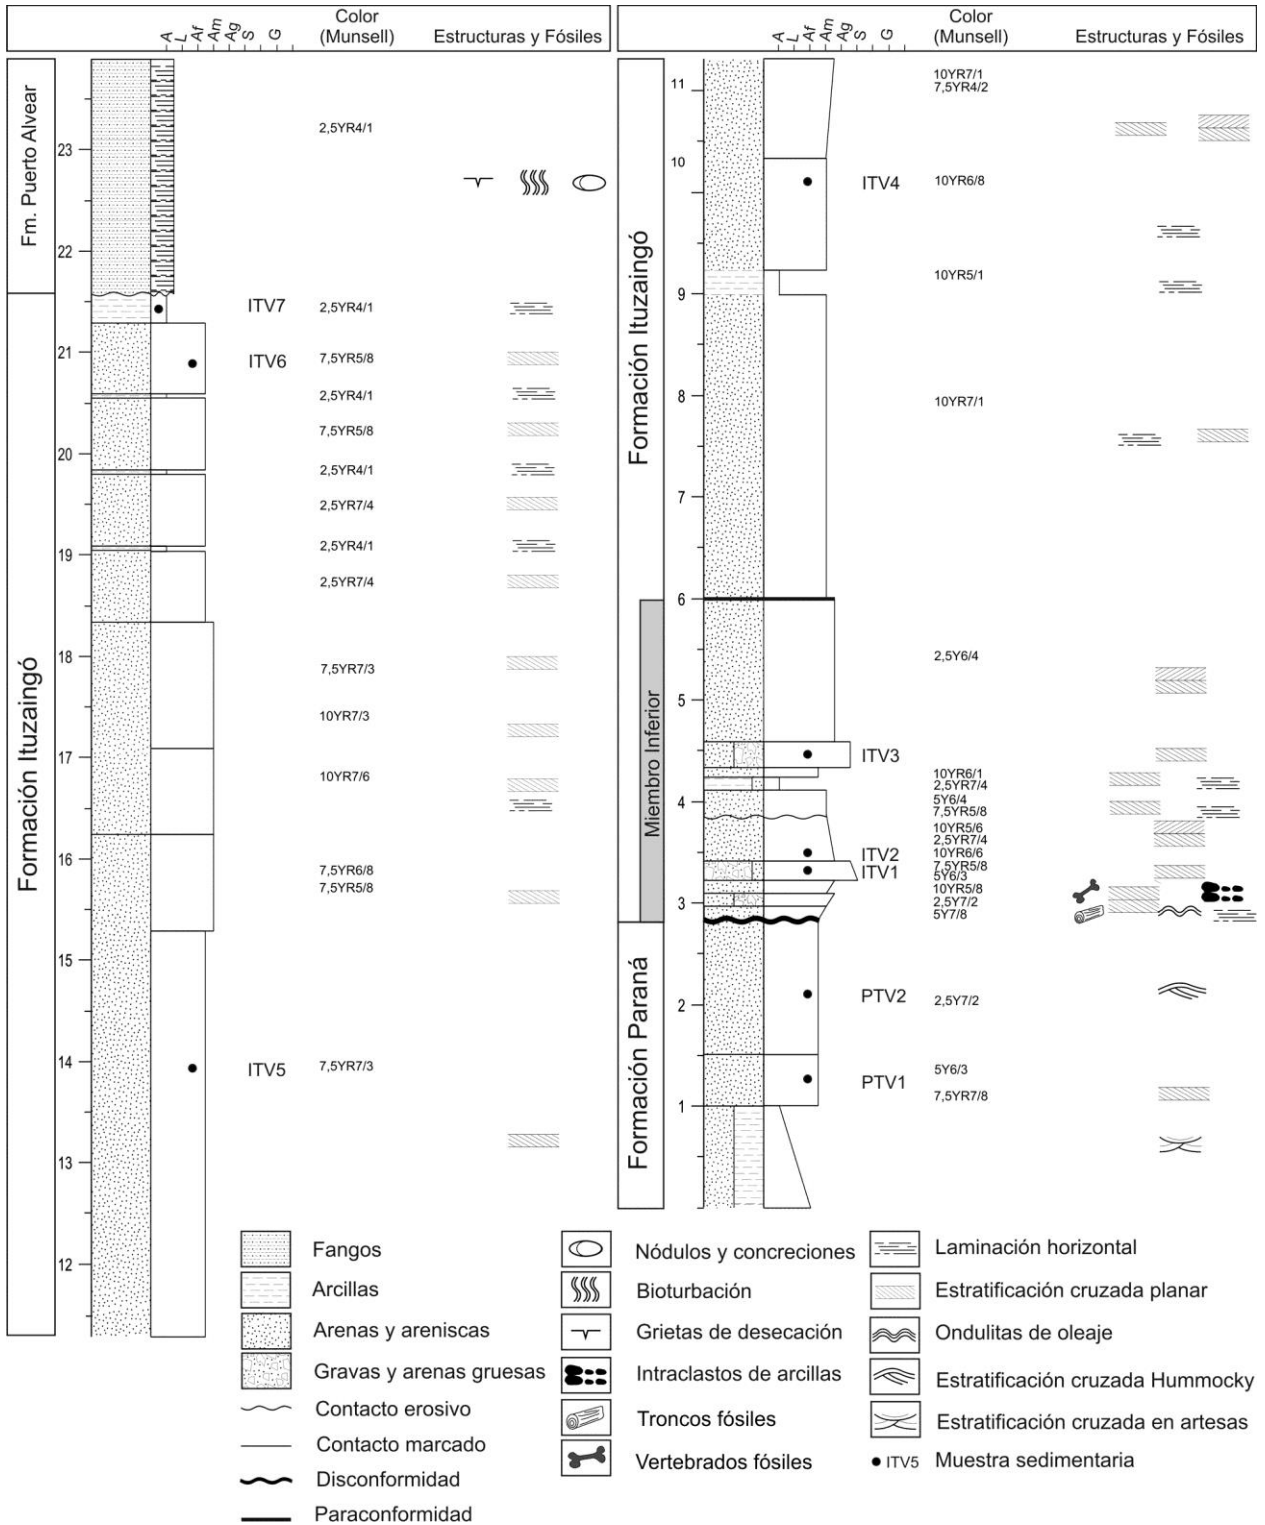 A L Af Am Ag S G
Color
(Munsell)
Estructuras y Fósiles
Fm. Puerto Alvear
Formación Ituzaingó
23
22
21
20
19
18
17
16
15
14
13
12
ITV7
ITV6
ITV5
2,5YR4/1
2,5YR4/1
7,5YR5/8
2,5YR4/1
7,5YR5/8
2,5YR4/1
2,5YR7/4
2,5YR4/1
2,5YR7/4
7,5YR7/3
10YR7/3
10YR7/6
7,5YR6/8
7,5YR5/8
7,5YR7/3
A L Af Am Ag S G
Color
(Munsell)
Estructuras y Fósiles
Formación Ituzaingó
Miembro Inferior
Formación Paraná
11
10
9
8
7
6
5
4
3
2
1
ITV4
ITV3
ITV2
ITV1
PTV2
PTV1
10YR7/1
7,5YR4/2
10YR6/8
10YR5/1
10YR7/1
2,5Y6/4
10YR6/1
2,5YR7/4
5Y6/4
7,5YR5/8
10YR5/6
2,5YR7/4
10YR6/6
7,5YR5/8
5Y6/3
10YR5/8
2,5Y7/2
5Y7/8
2,5Y7/2
5Y6/3
7,5YR7/8
Fangos
Arcillas
Arenas y areniscas
Gravas y arenas gruesas
Contacto erosivo
Contacto marcado
Disconformidad
Paraconformidad
Nódulos y concreciones
Bioturbación
Grietas de desecación
Intraclastos de arcillas
Troncos fósiles
Vertebrados fósiles
Laminación horizontal
Estratificación cruzada planar
Ondulitas de oleaje
Estratificación cruzada Hummocky
Estratificación cruzada en artesas
ITV5 Muestra sedimentaria